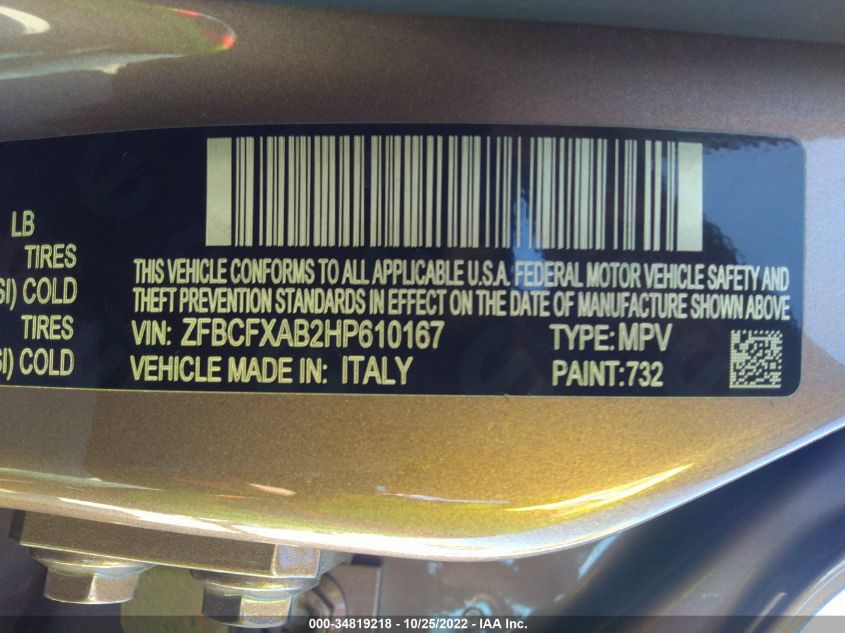 LB
TIRES
SI) COLD
TIRES
SI) COLD
THIS VEHICLE CONFORMS TO ALL APPLICABLE U.S.A. FEDERAL MOTOR VEHICLE SAFETY AND
THEFT PREVENTION STANDARDS IN EFFECT ON THE DATE OF MANUFACTURE SHOWN ABOVE
VIN: ZFBCFXAB2HP610167 TYPE: MPV
VEHICLE MADE IN: ITALY PAINT:732
000-34819218 - 10/25/2022 - IAA Inc.